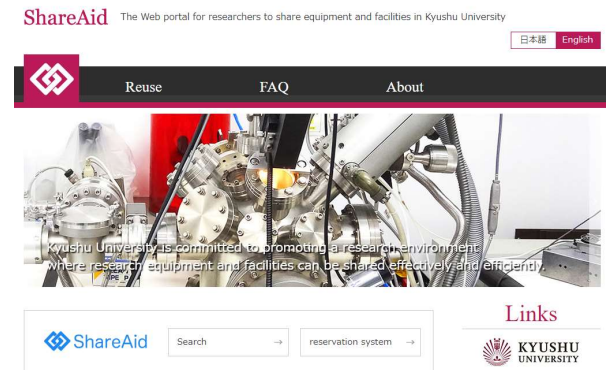 ShareAid The Web portal for researchers to share equipment and facilities in Kyushu University
日本語 English
Reuse FAQ About
Kyushu University is committed to promoting a research environment
where research equipment and facilities can be shared effectively and efficiently.
Links
ShareAid Search → reservation system →
KYUSHU
UNIVERSITY